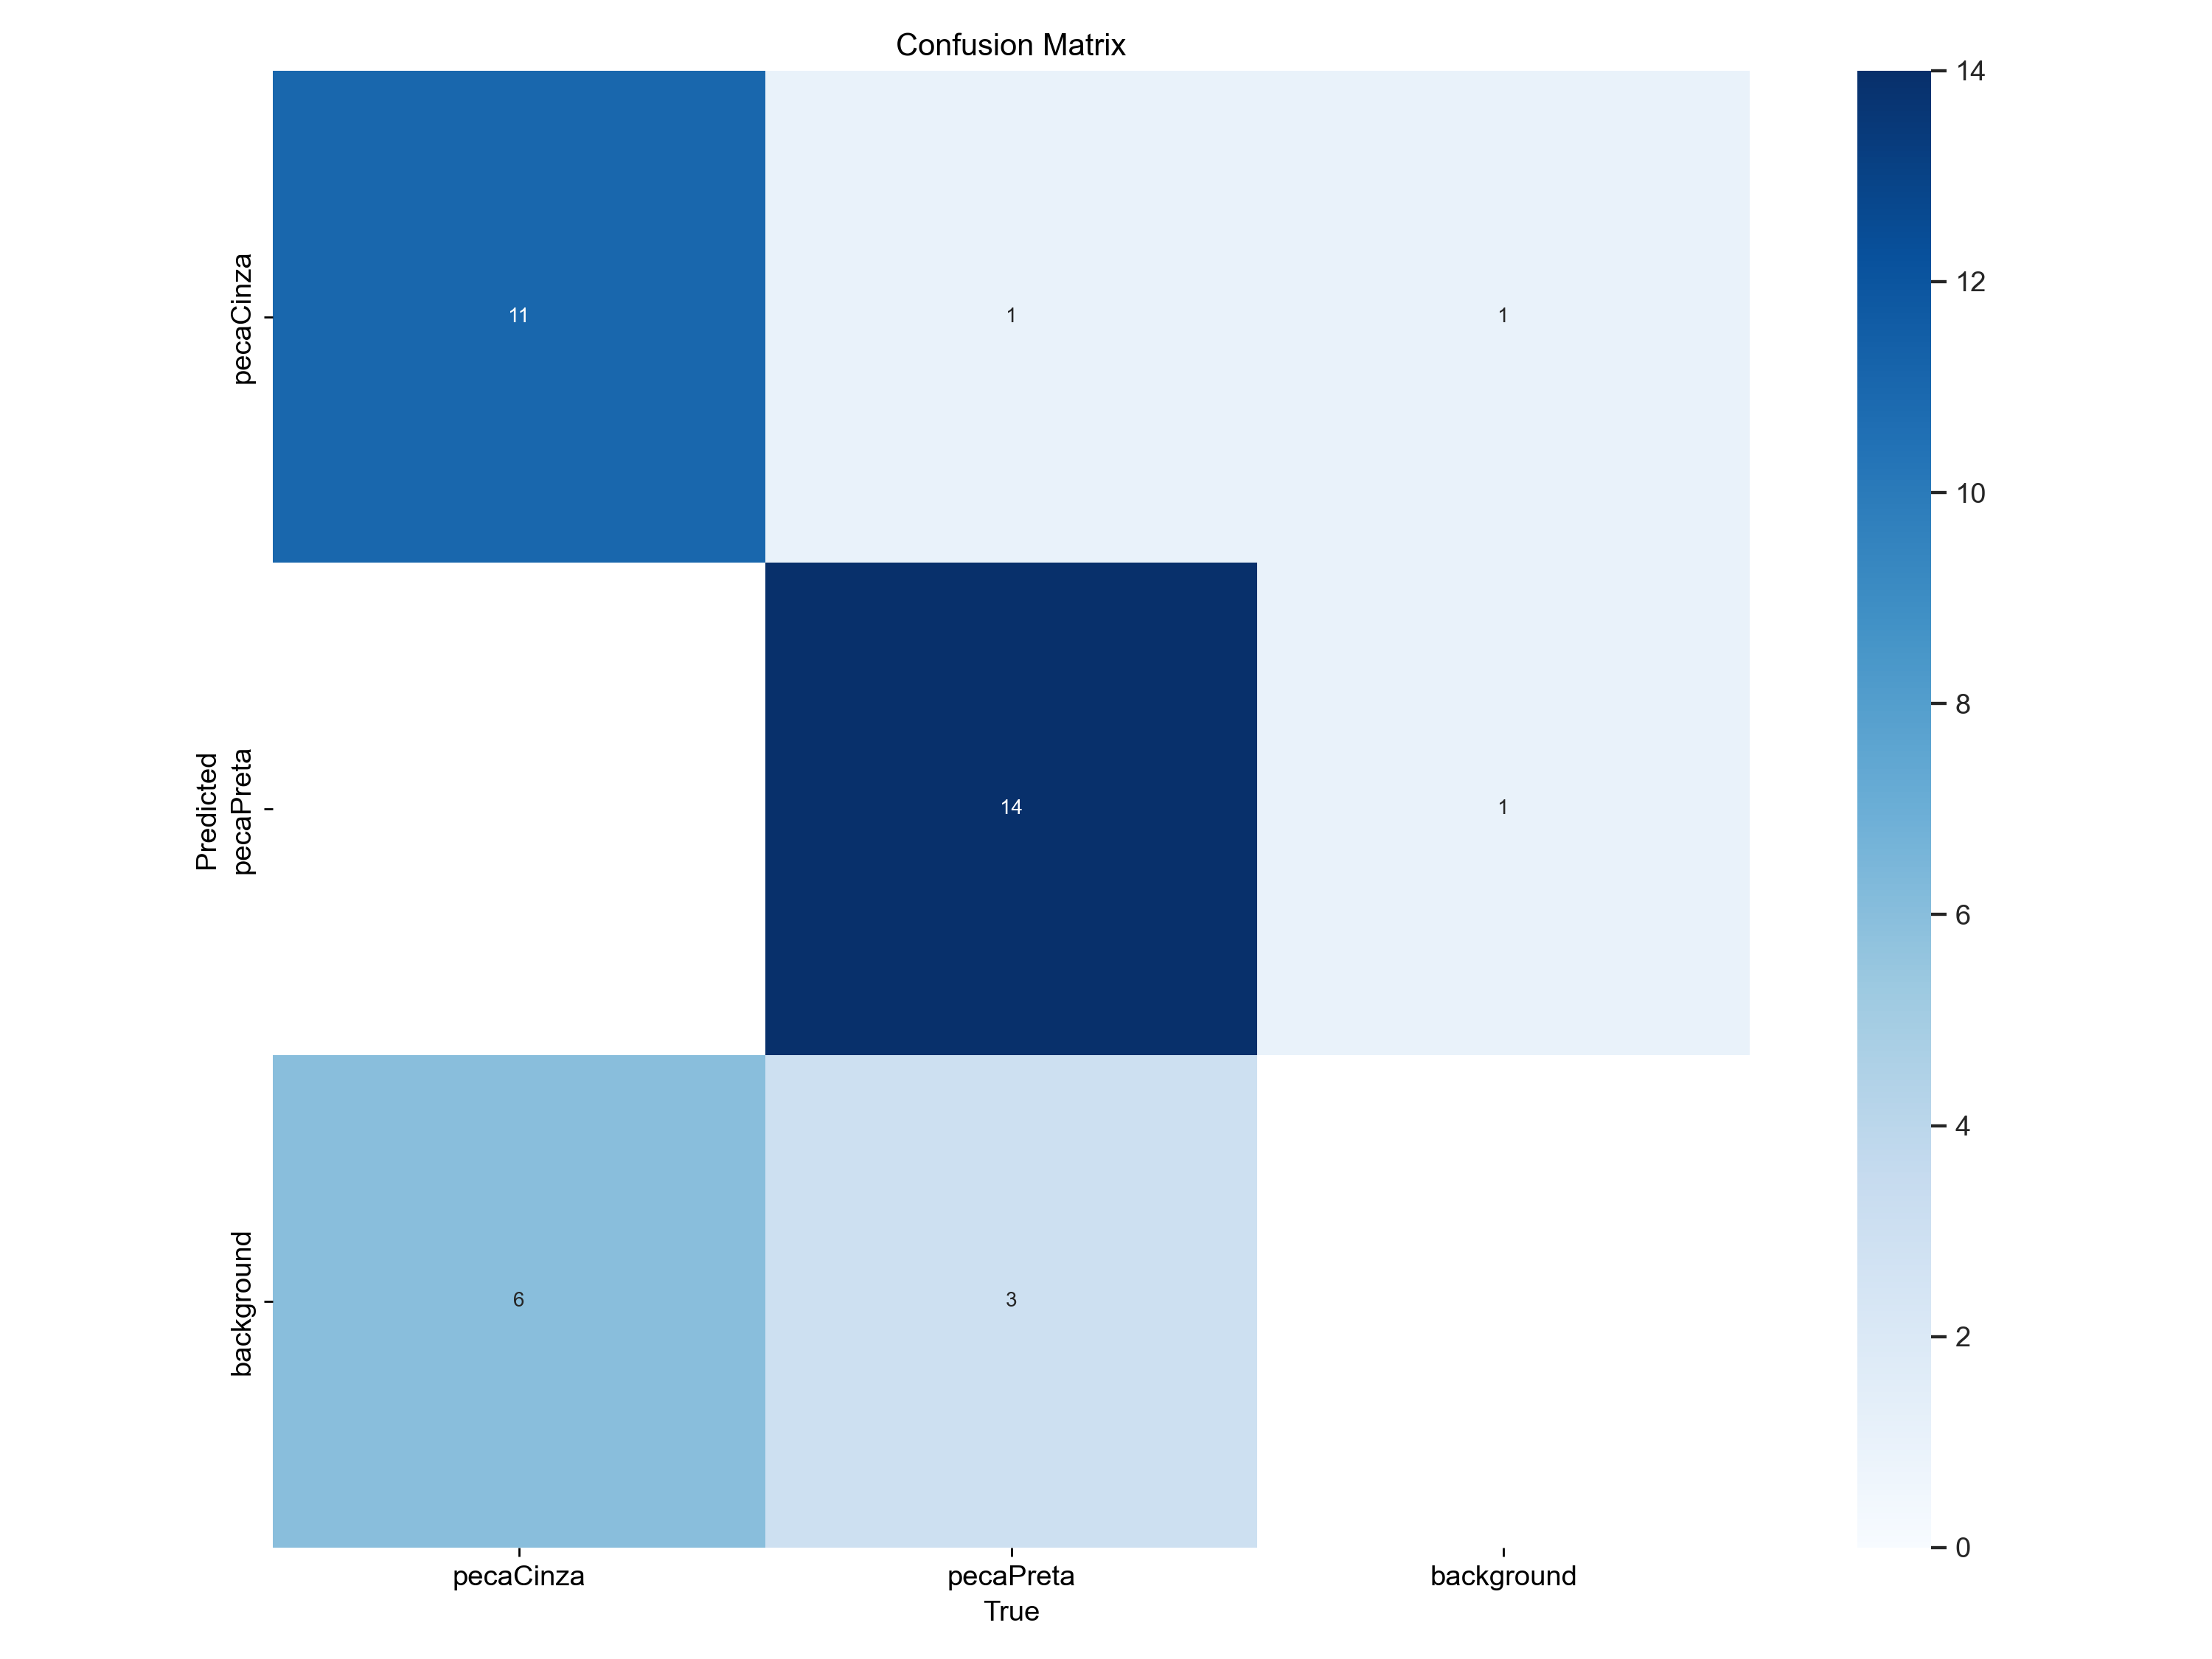 Confusion Matrix
pecaCinza
11
1
1
Predicted
pecaPreta
14
1
background
6
3
pecaCinza
pecaPreta
background
True
14
12
10
8
6
4
2
0